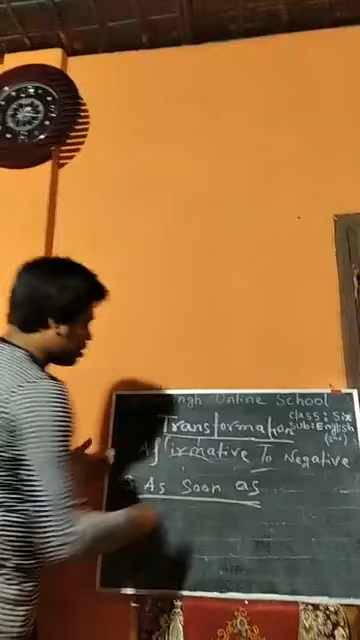 Online School
Transformation
Class: Six
Sub: English
Affirmative To Negative
As Soon as